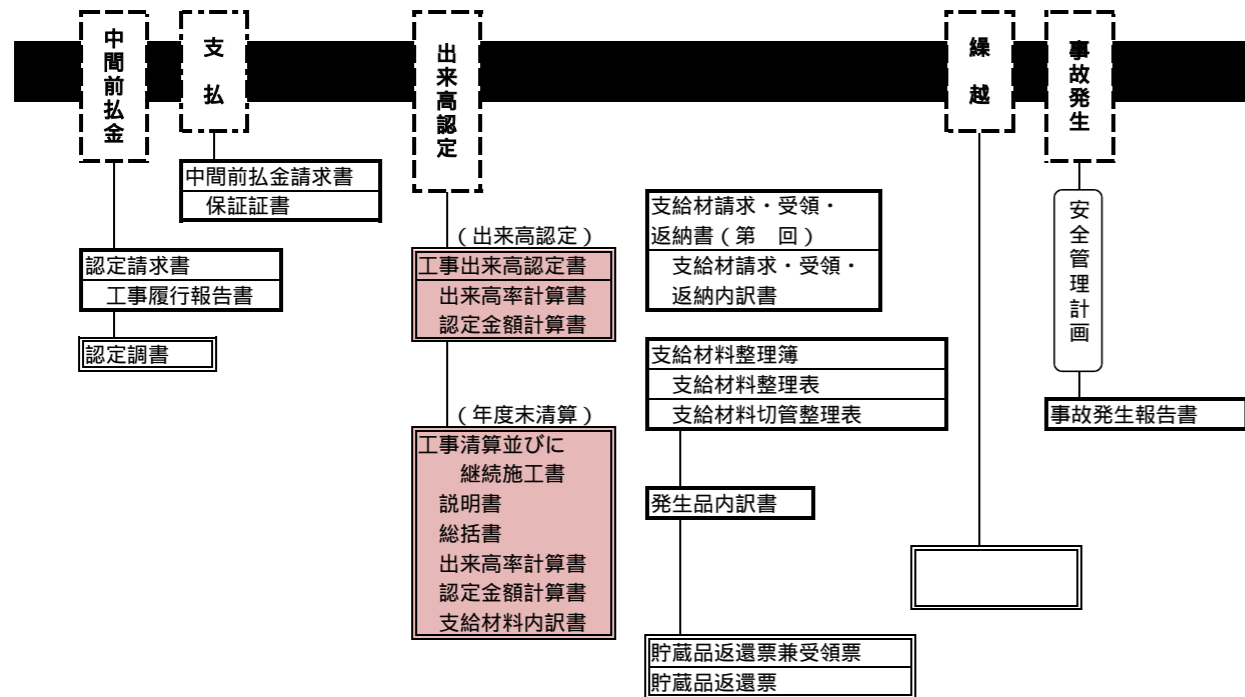 中間前払金
支払
出来高認定
繰越
事故発生
中間前払金請求書
保証証書
認定請求書
工事履行報告書
認定調書
（出来高認定）
工事出来高認定書
出来高率計算書
認定金額計算書
（年度末清算）
工事清算並びに
継続施工書
説明書
総括書
出来高率計算書
認定金額計算書
支給材料内訳書
支給材請求・受領・
返納書（第　回）
支給材請求・受領・
返納内訳書
支給材料整理簿
支給材料整理表
支給材料切管整理表
発生品内訳書
貯蔵品返還票兼受領票
貯蔵品返還票
安全管理計画
事故発生報告書